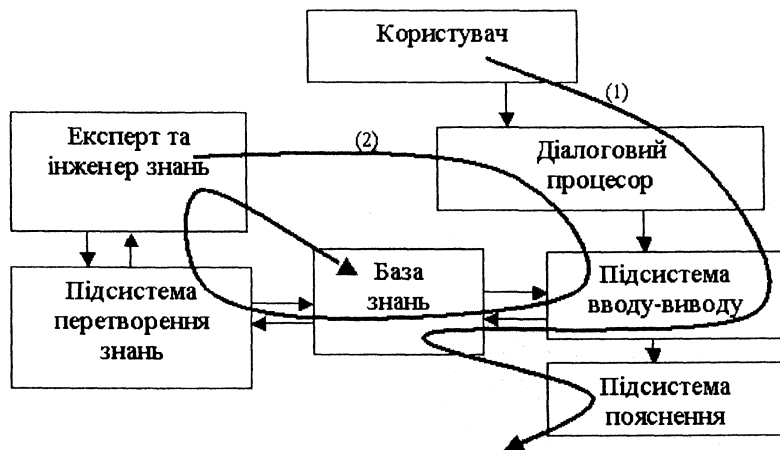 Користувач
(1)
Експерт та
інженер знань
(2)
Діалоговий
процесор
База
знань
Підсистема
вводу-виводу
Підсистема
перетворення
знань
Підсистема
пояснення